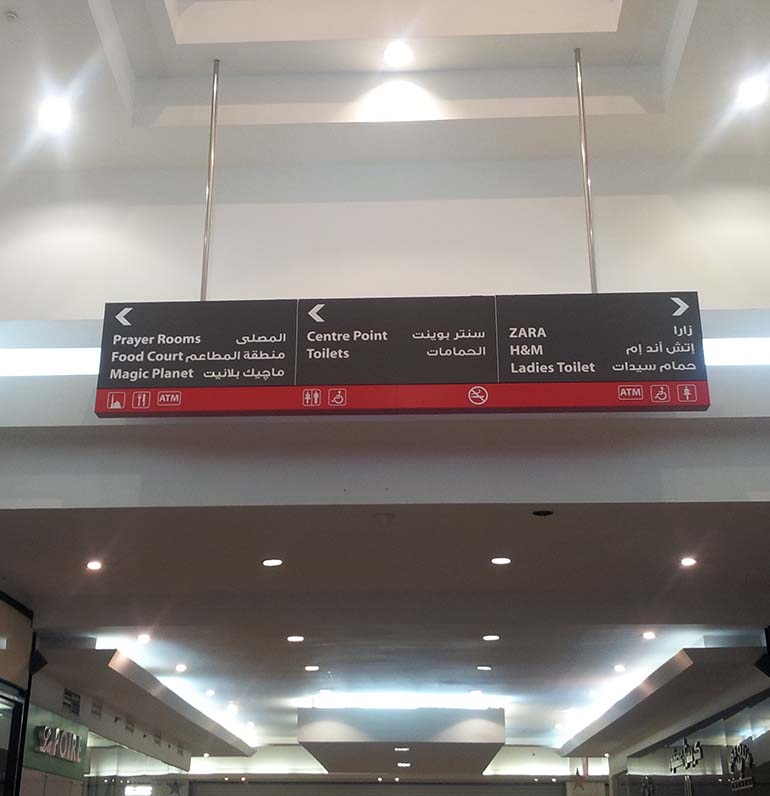 Prayer Rooms المصلى
Food Court منطقة المطاعم
Magic Planet ماچيك بلانيت
ATM
Centre Point سنتر بوينت
Toilets الحمامات
ZARA زارا
H&M إتش أند إم
Ladies Toilet حمام سيدات
ATM